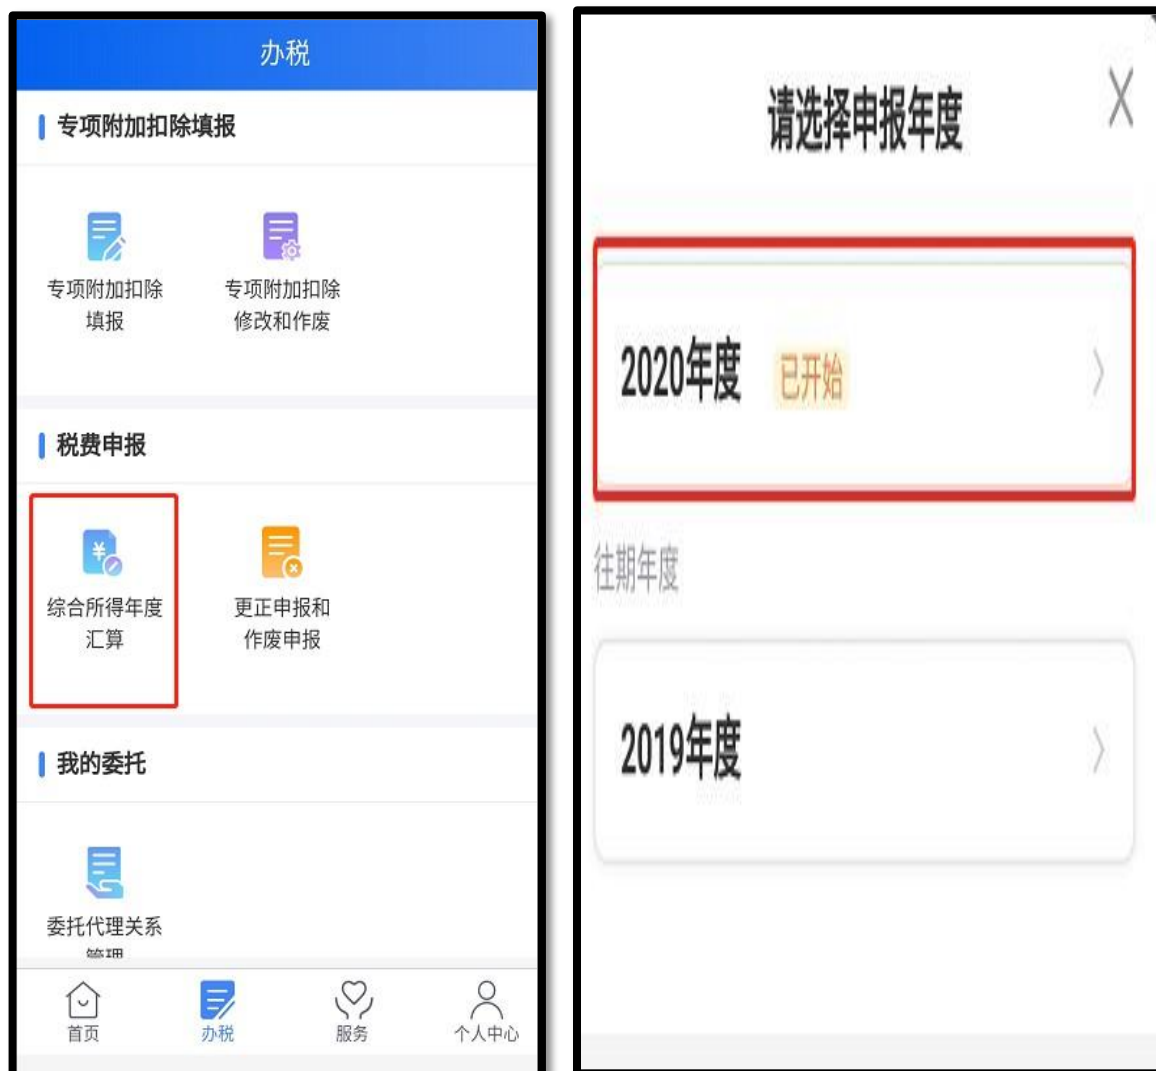 办税
专项附加扣除填报
专项附加扣除
填报
专项附加扣除
修改和作废
税费申报
综合所得年度
汇算
更正申报和
作废申报
我的委托
委托代理关系
管理
首页
办税
服务
个人中心
请选择申报年度
2020年度 已开始
往期年度
2019年度